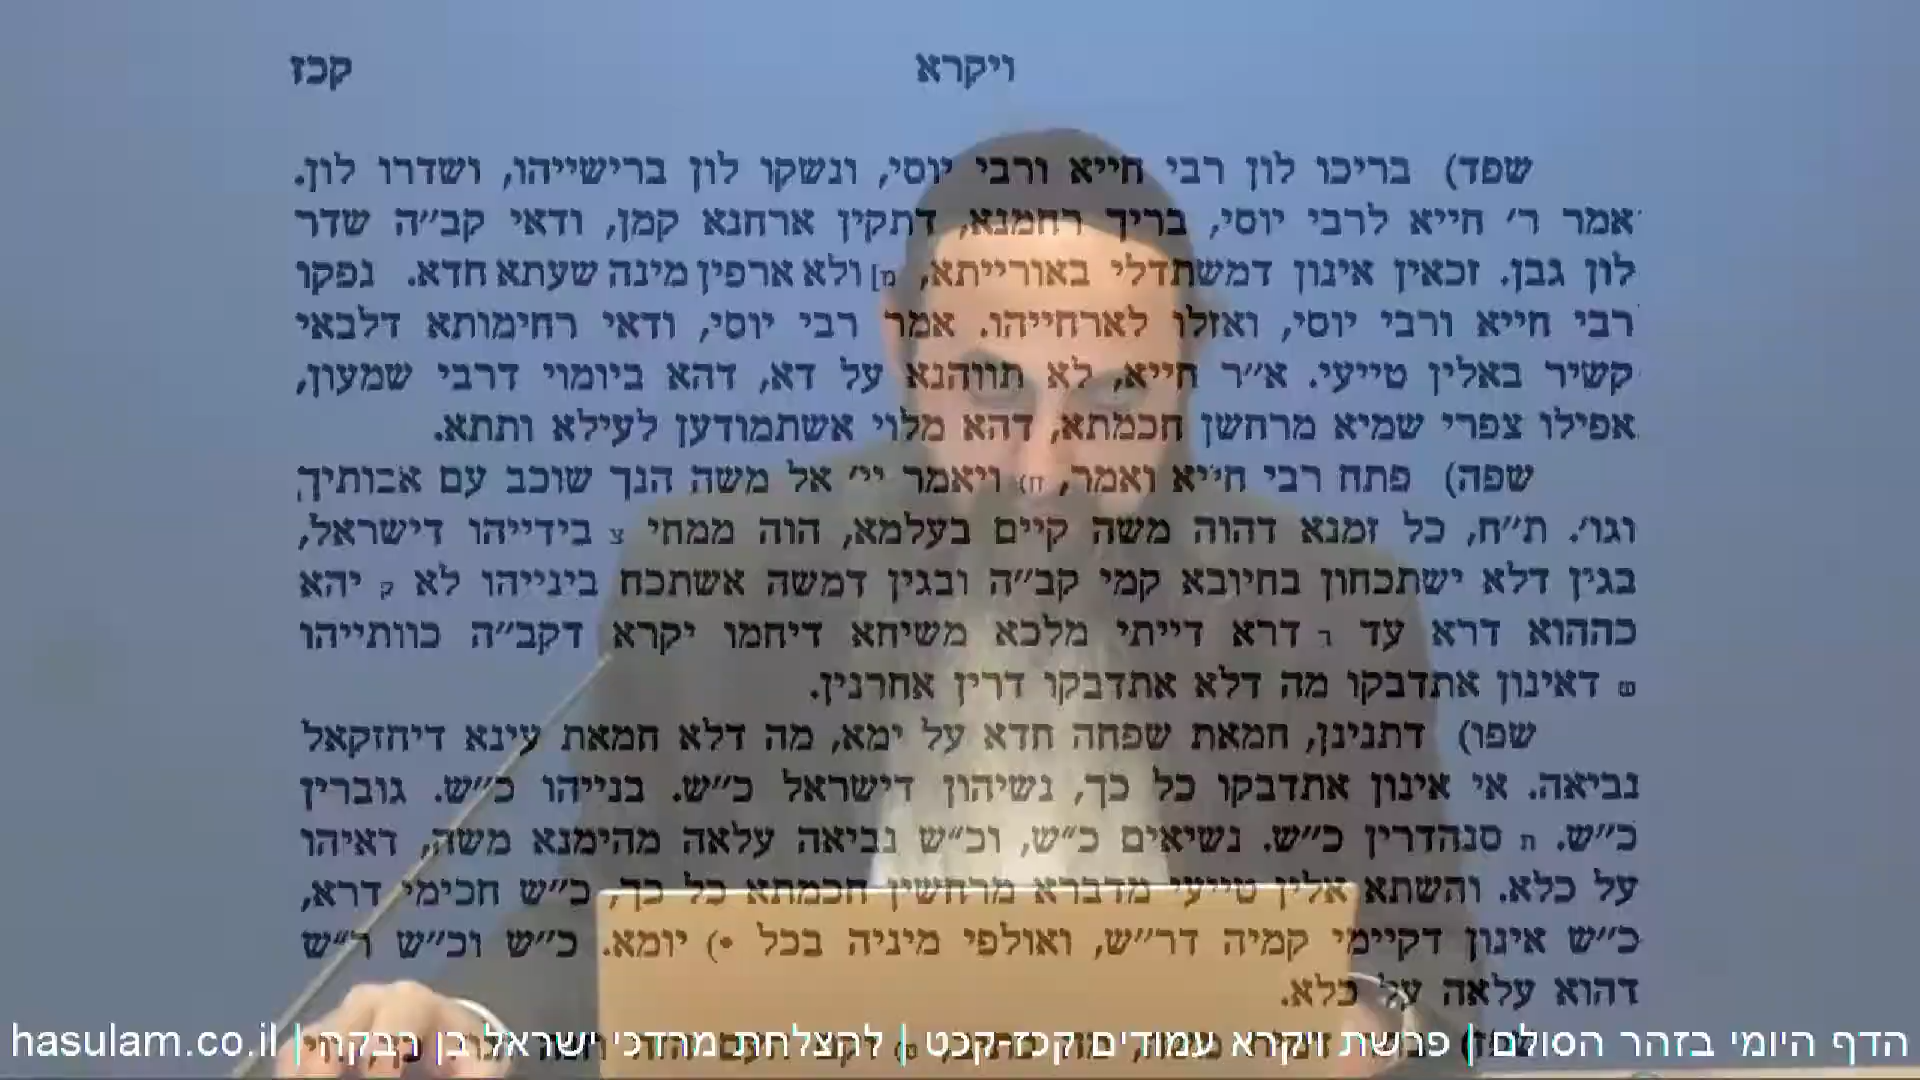 ויקרא קכז
שפד) בריכו לון רבי חייא ורבי יוסי, ונשקו לון ברישייהו, ושדרו לון.
אמר ר׳ חייא לרבי יוסי, בריך רחמנא, דתקין ארחנא קמן, ודאי קב״ה שדר
לון גבן. זכאין אינון דמשתדלי באורייתא, מ] ולא ארפין מינה שעתא חדא. נפקו
רבי חייא ורבי יוסי, ואזלו לארחייהו. אמר רבי יוסי, ודאי רחימותא דלבאי
קשיר באלין טייעי. א״ר חייא, לא תווהנא על דא, דהא ביומוי דרבי שמעון,
אפילו צפרי שמיא מרחשן חכמתא, דהא מלוי אשתמודען לעילא ותתא.
שפה) פתח רבי חייא ואמר, ח) ויאמר יי׳ אל משה הנך שוכב עם אבותיך
וגו׳. ת״ח, כל זמנא דהוה משה קיים בעלמא, הוה ממחי צ בידייהו דישראל,
בגין דלא ישתכחון בחיובא קמי קב״ה ובגין דמשה אשתכח בינייהו לא ק יהא
כההוא דרא עד ר דרא דייתי מלכא משיחא דיחמו יקרא דקב״ה כוותייהו
ש דאינון אתדבקו מה דלא אתדבקו דרין אחרנין.
שפו) דתנינן, חמאת שפחה חדא על ימא, מה דלא חמאת עינא דיחזקאל
נביאה. אי אינון אתדבקו כל כך, נשיהון דישראל כ״ש. בנייהו כ״ש. גוברין
כ״ש. ת סנהדרין כ״ש. נשיאים כ״ש, וכ״ש נביאה עלאה מהימנא משה, דאיהו
על כלא. והשתא אלין טייעי מדברא מרחשין חכמתא כל כך, כ״ש חכימי דרא,
כ״ש אינון דקיימי קמיה דר״ש, ואולפי מיניה בכל •) יומא. כ״ש וכ״ש ר״ש
דהוא עלאה על כלא.
הדף היומי בזהר הסולם | פרשת ויקרא עמודים קכז-קכט | להצלחת מרדכי ישראל בן רבקה | hasulam.co.il